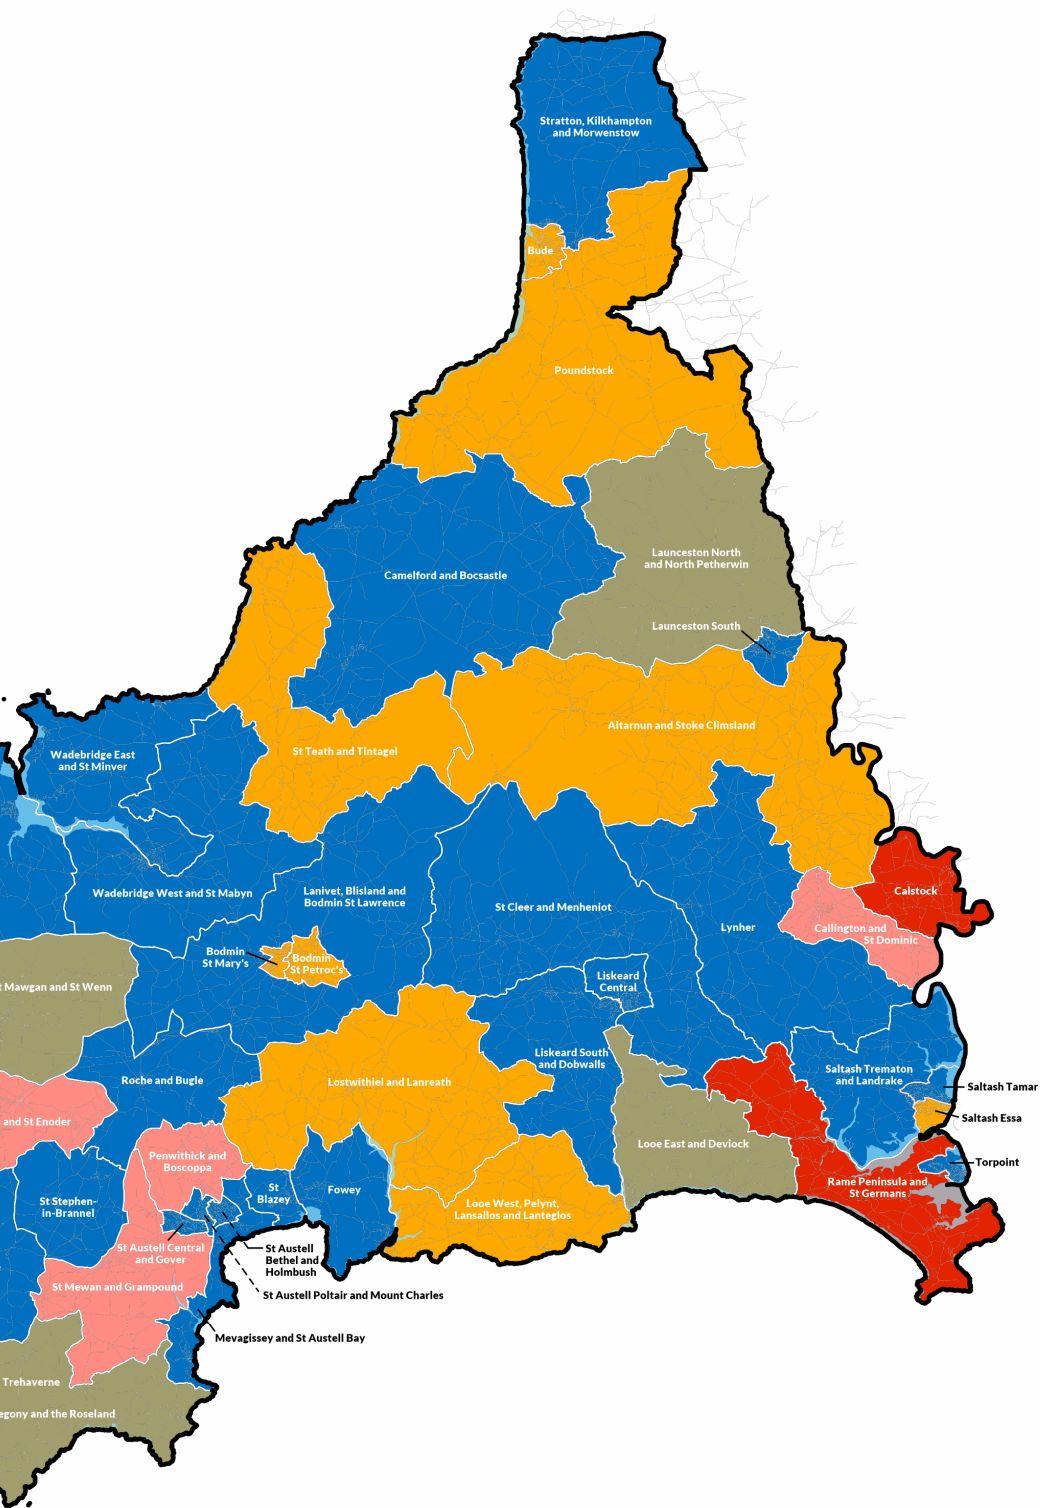 Stratton, Kilkhampton
and Morwenstow
Bude
Poundstock
Launceston North
and North Petherwin
Camelford and Bocsastle
Launceston South
Altarnun and Stoke Climsland
St Teath and Tintagel
Wadebridge East
and St Minver
Calstock
Wadebridge West and St Mabyn
Lanivet, Blisland and
Bodmin St Lawrence
St Cleer and Menheniot
Lynher
Callington and
St Dominic
Bodmin
St Mary's
Bodmin
St Petroc's
Liskeard
Central
t Mawgan and St Wenn
Liskeard South
and Dobwalls
Saltash Trematon
and Landrake
Roche and Bugle
Lostwithiel and Lanreath
Saltash Tamar
Saltash Essa
and St Enoder
Looe East and Deviock
Penwithick and
Boscoppa
Torpoint
Rame Peninsula and
St Germans
St Stephen-
in-Brannel
St
Blazey
Fowey
Looe West, Pelynt,
Lansallos and Lanteglos
St Austell Central
and Gover
St Austell
Bethel and
Holmbush
St Mewan and Grampound
St Austell Poltair and Mount Charles
Mevagissey and St Austell Bay
Trehaverne
egony and the Roseland